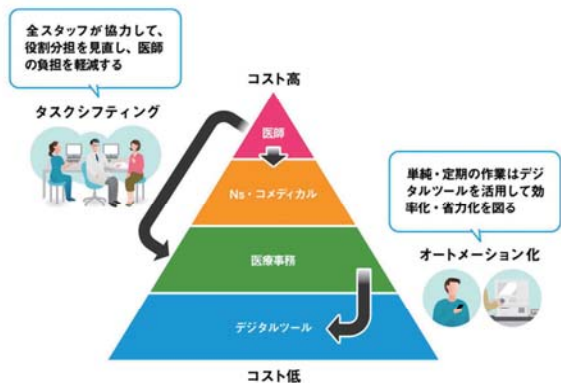 全スタッフが協力して、
役割分担を見直し、医師
の負担を軽減する
タスクシフティング
コスト高
医師
Ns・コメディカル
医療事務
デジタルツール
コスト低
単純・定期の作業はデジ
タルツールを活用して効
率化・省力化を図る
オートメーション化